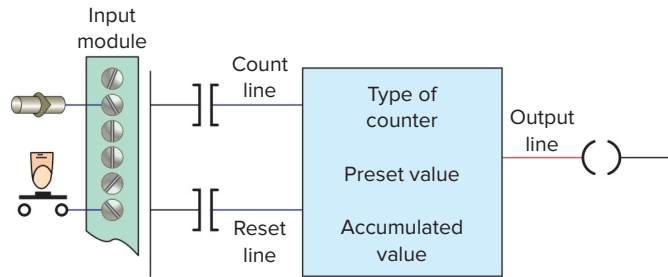 Input
module
Count
line
Type of
counter
Output
line
Preset value
Reset
line
Accumulated
value